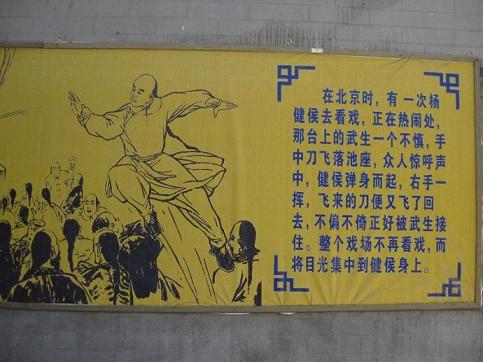 在北京时，有一次杨
健侯去看戏，正在热闹处，
那台上的武生一个不慎，手
中刀飞落池座，众人惊呼声
中，健侯弹身而起，右手一
挥，飞来的刀便又飞了回
去，不偏不倚正好被武生接
住。整个戏场不再看戏，而
将目光集中到健侯身上。